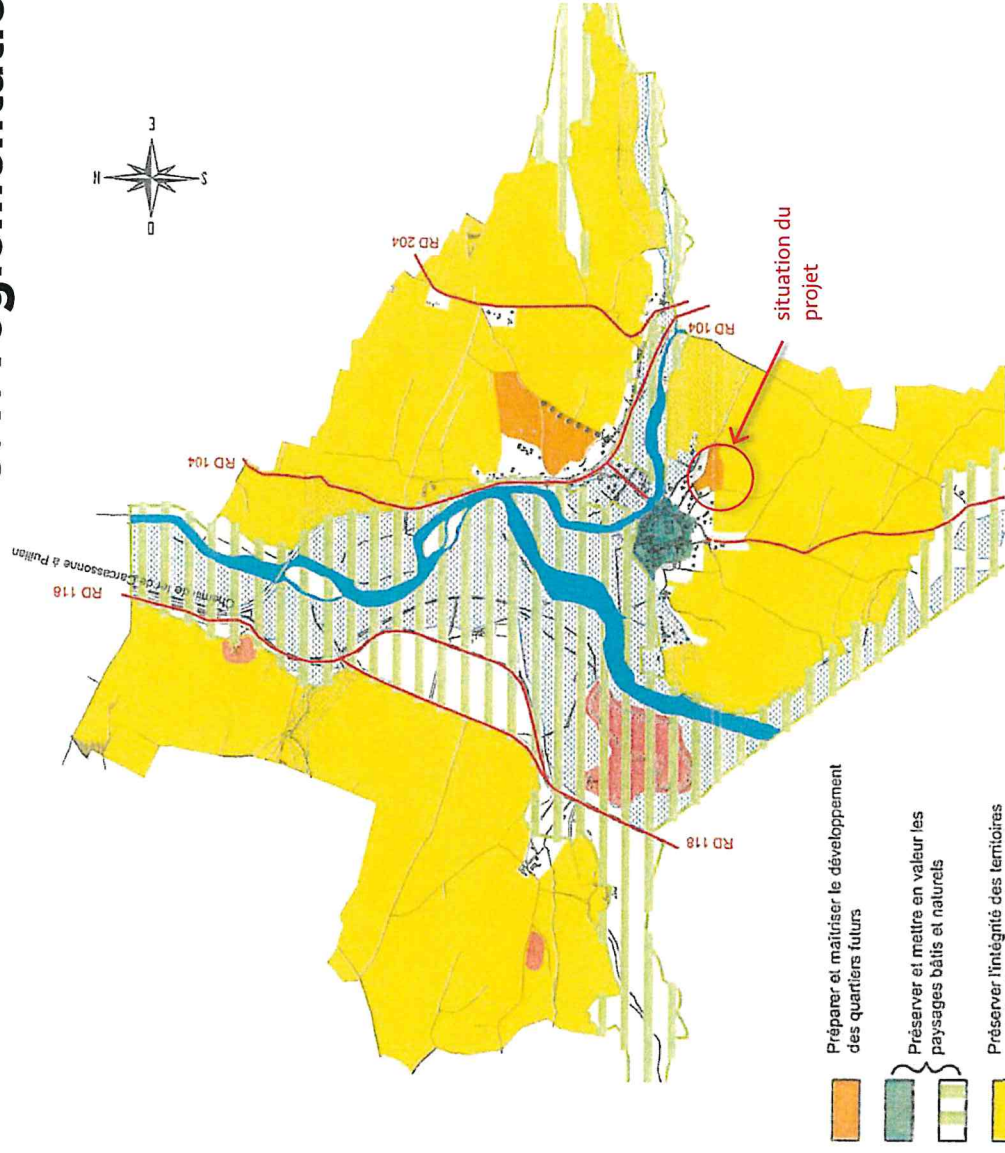 N
E
S
O
RD 204
RD 104
RD 104
RD 118
Chemin de fer de Carcassonne à
RD 118
situation du
projet
Préparer et maîtriser le développement
des quartiers futurs
Préserver et mettre en valeur les
paysages bâtis et naturels
Préserver l'intégrité des territoires